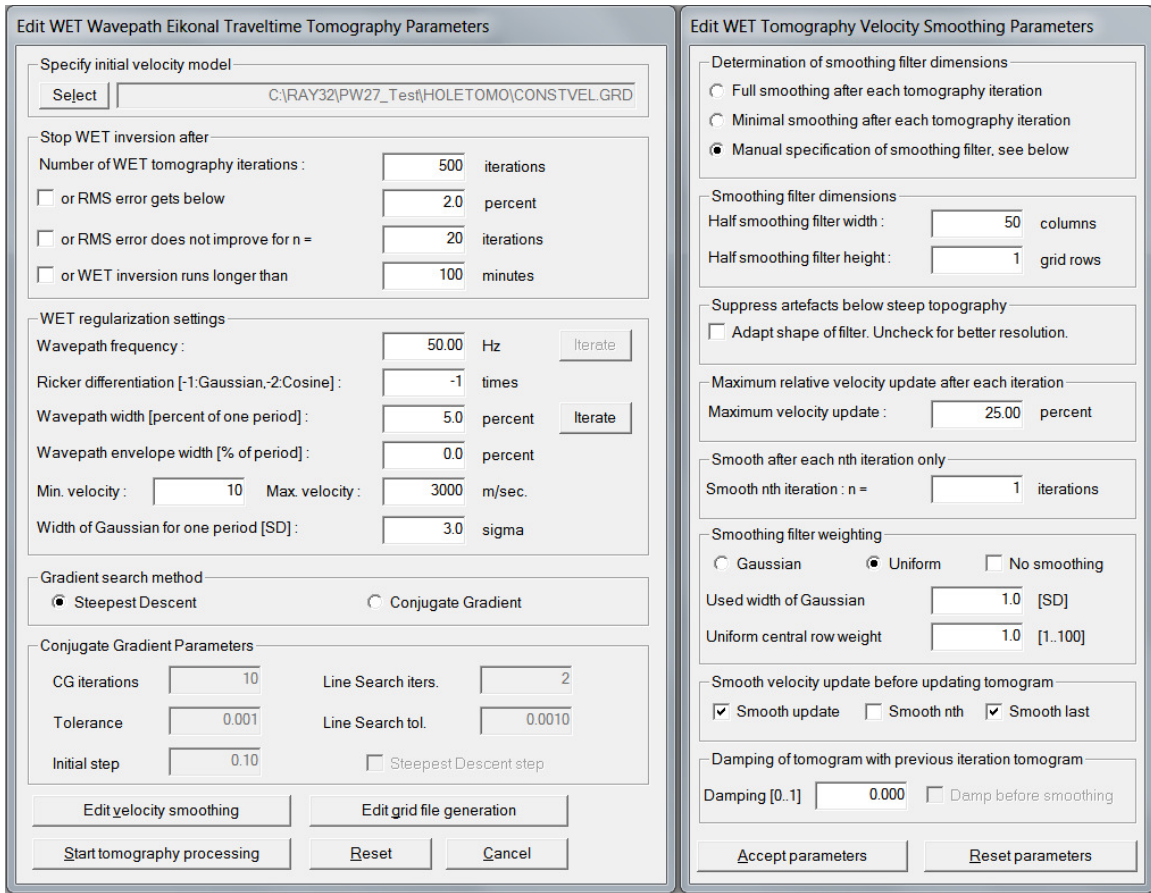 Edit WET Wavepath Eikonal Traveltime Tomography Parameters
Specify initial velocity model
Select C:\RAY32\PW27_Test\HOLETOMO\CONSTVEL.GRD
Stop WET inversion after
Number of WET tomography iterations : 500 iterations
or RMS error gets below 2.0 percent
or RMS error does not improve for n = 20 iterations
or WET inversion runs longer than 100 minutes
WET regularization settings
Wavepath frequency : 50.00 Hz Iterate
Ricker differentiation [-1:Gaussian,-2:Cosine] : -1 times
Wavepath width [percent of one period] : 5.0 percent Iterate
Wavepath envelope width [% of period] : 0.0 percent
Min. velocity : 10 Max. velocity : 3000 m/sec.
Width of Gaussian for one period [SD] : 3.0 sigma
Gradient search method
Steepest Descent Conjugate Gradient
Conjugate Gradient Parameters
CG iterations 10 Line Search iters. 2
Tolerance 0.001 Line Search tol. 0.0010
Initial step 0.10 Steepest Descent step
Edit velocity smoothing Edit grid file generation
Start tomography processing Reset Cancel
Edit WET Tomography Velocity Smoothing Parameters
Determination of smoothing filter dimensions
Full smoothing after each tomography iteration
Minimal smoothing after each tomography iteration
Manual specification of smoothing filter, see below
Smoothing filter dimensions
Half smoothing filter width : 50 columns
Half smoothing filter height : 1 grid rows
Suppress artefacts below steep topography
Adapt shape of filter. Uncheck for better resolution.
Maximum relative velocity update after each iteration
Maximum velocity update : 25.00 percent
Smooth after each nth iteration only
Smooth nth iteration : n = 1 iterations
Smoothing filter weighting
Gaussian Uniform No smoothing
Used width of Gaussian 1.0 [SD]
Uniform central row weight 1.0 [1..100]
Smooth velocity update before updating tomogram
Smooth update Smooth nth Smooth last
Damping of tomogram with previous iteration tomogram
Damping [0..1] 0.000 Damp before smoothing
Accept parameters Reset parameters